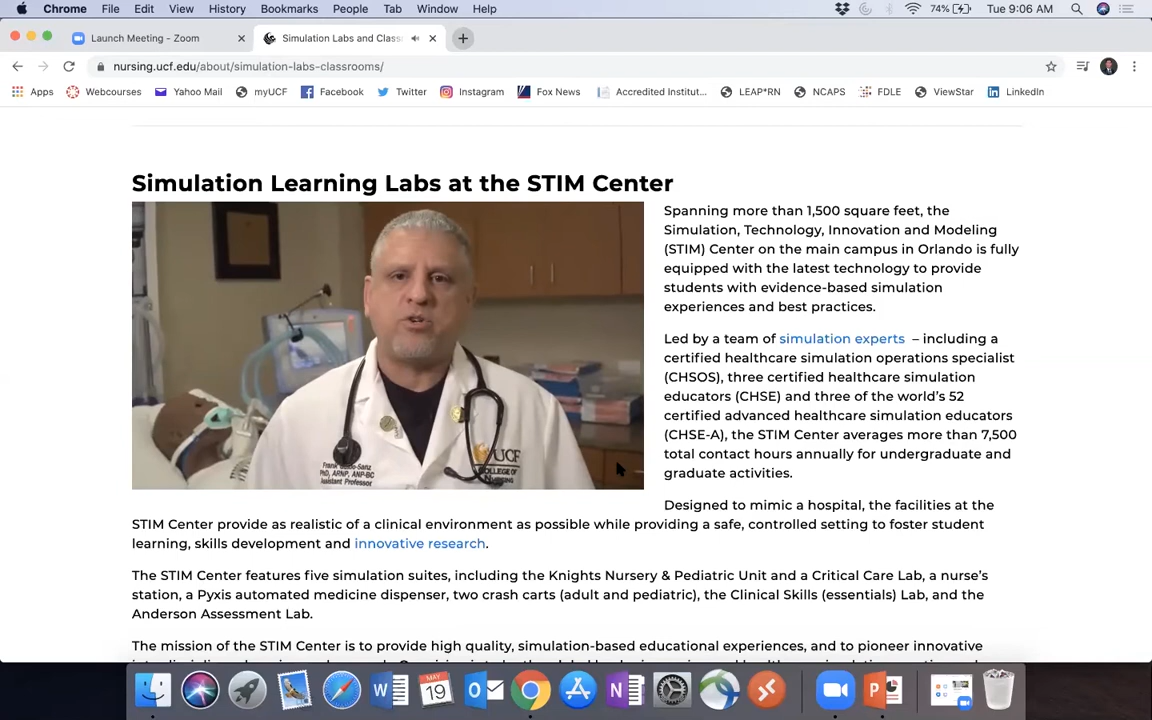 Chrome File Edit View History Bookmarks People Tab Window Help 74% Tue 9:06 AM
Launch Meeting - Zoom Simulation Labs and Class
nursing.ucf.edu/about/simulation-labs-classrooms/
Apps Webcourses Yahoo Mail myUCF Facebook Twitter Instagram Fox News Accredited Institut... LEAP*RN NCAPS FDLE ViewStar LinkedIn
Simulation Learning Labs at the STIM Center
Spanning more than 1,500 square feet, the
Simulation, Technology, Innovation and Modeling
(STIM) Center on the main campus in Orlando is fully
equipped with the latest technology to provide
students with evidence-based simulation
experiences and best practices.
Led by a team of simulation experts – including a
certified healthcare simulation operations specialist
(CHSOS), three certified healthcare simulation
educators (CHSE) and three of the world's 52
certified advanced healthcare simulation educators
(CHSE-A), the STIM Center averages more than 7,500
total contact hours annually for undergraduate and
graduate activities.
UCF
COLLEGE OF
NURSING
PhD, ARNP, ANP-BC
Assistant Professor
Designed to mimic a hospital, the facilities at the
STIM Center provide as realistic of a clinical environment as possible while providing a safe, controlled setting to foster student
learning, skills development and innovative research.
The STIM Center features five simulation suites, including the Knights Nursery & Pediatric Unit and a Critical Care Lab, a nurse's
station, a Pyxis automated medicine dispenser, two crash carts (adult and pediatric), the Clinical Skills (essentials) Lab, and the
Anderson Assessment Lab.
The mission of the STIM Center is to provide high quality, simulation-based educational experiences, and to pioneer innovative
MAY
19